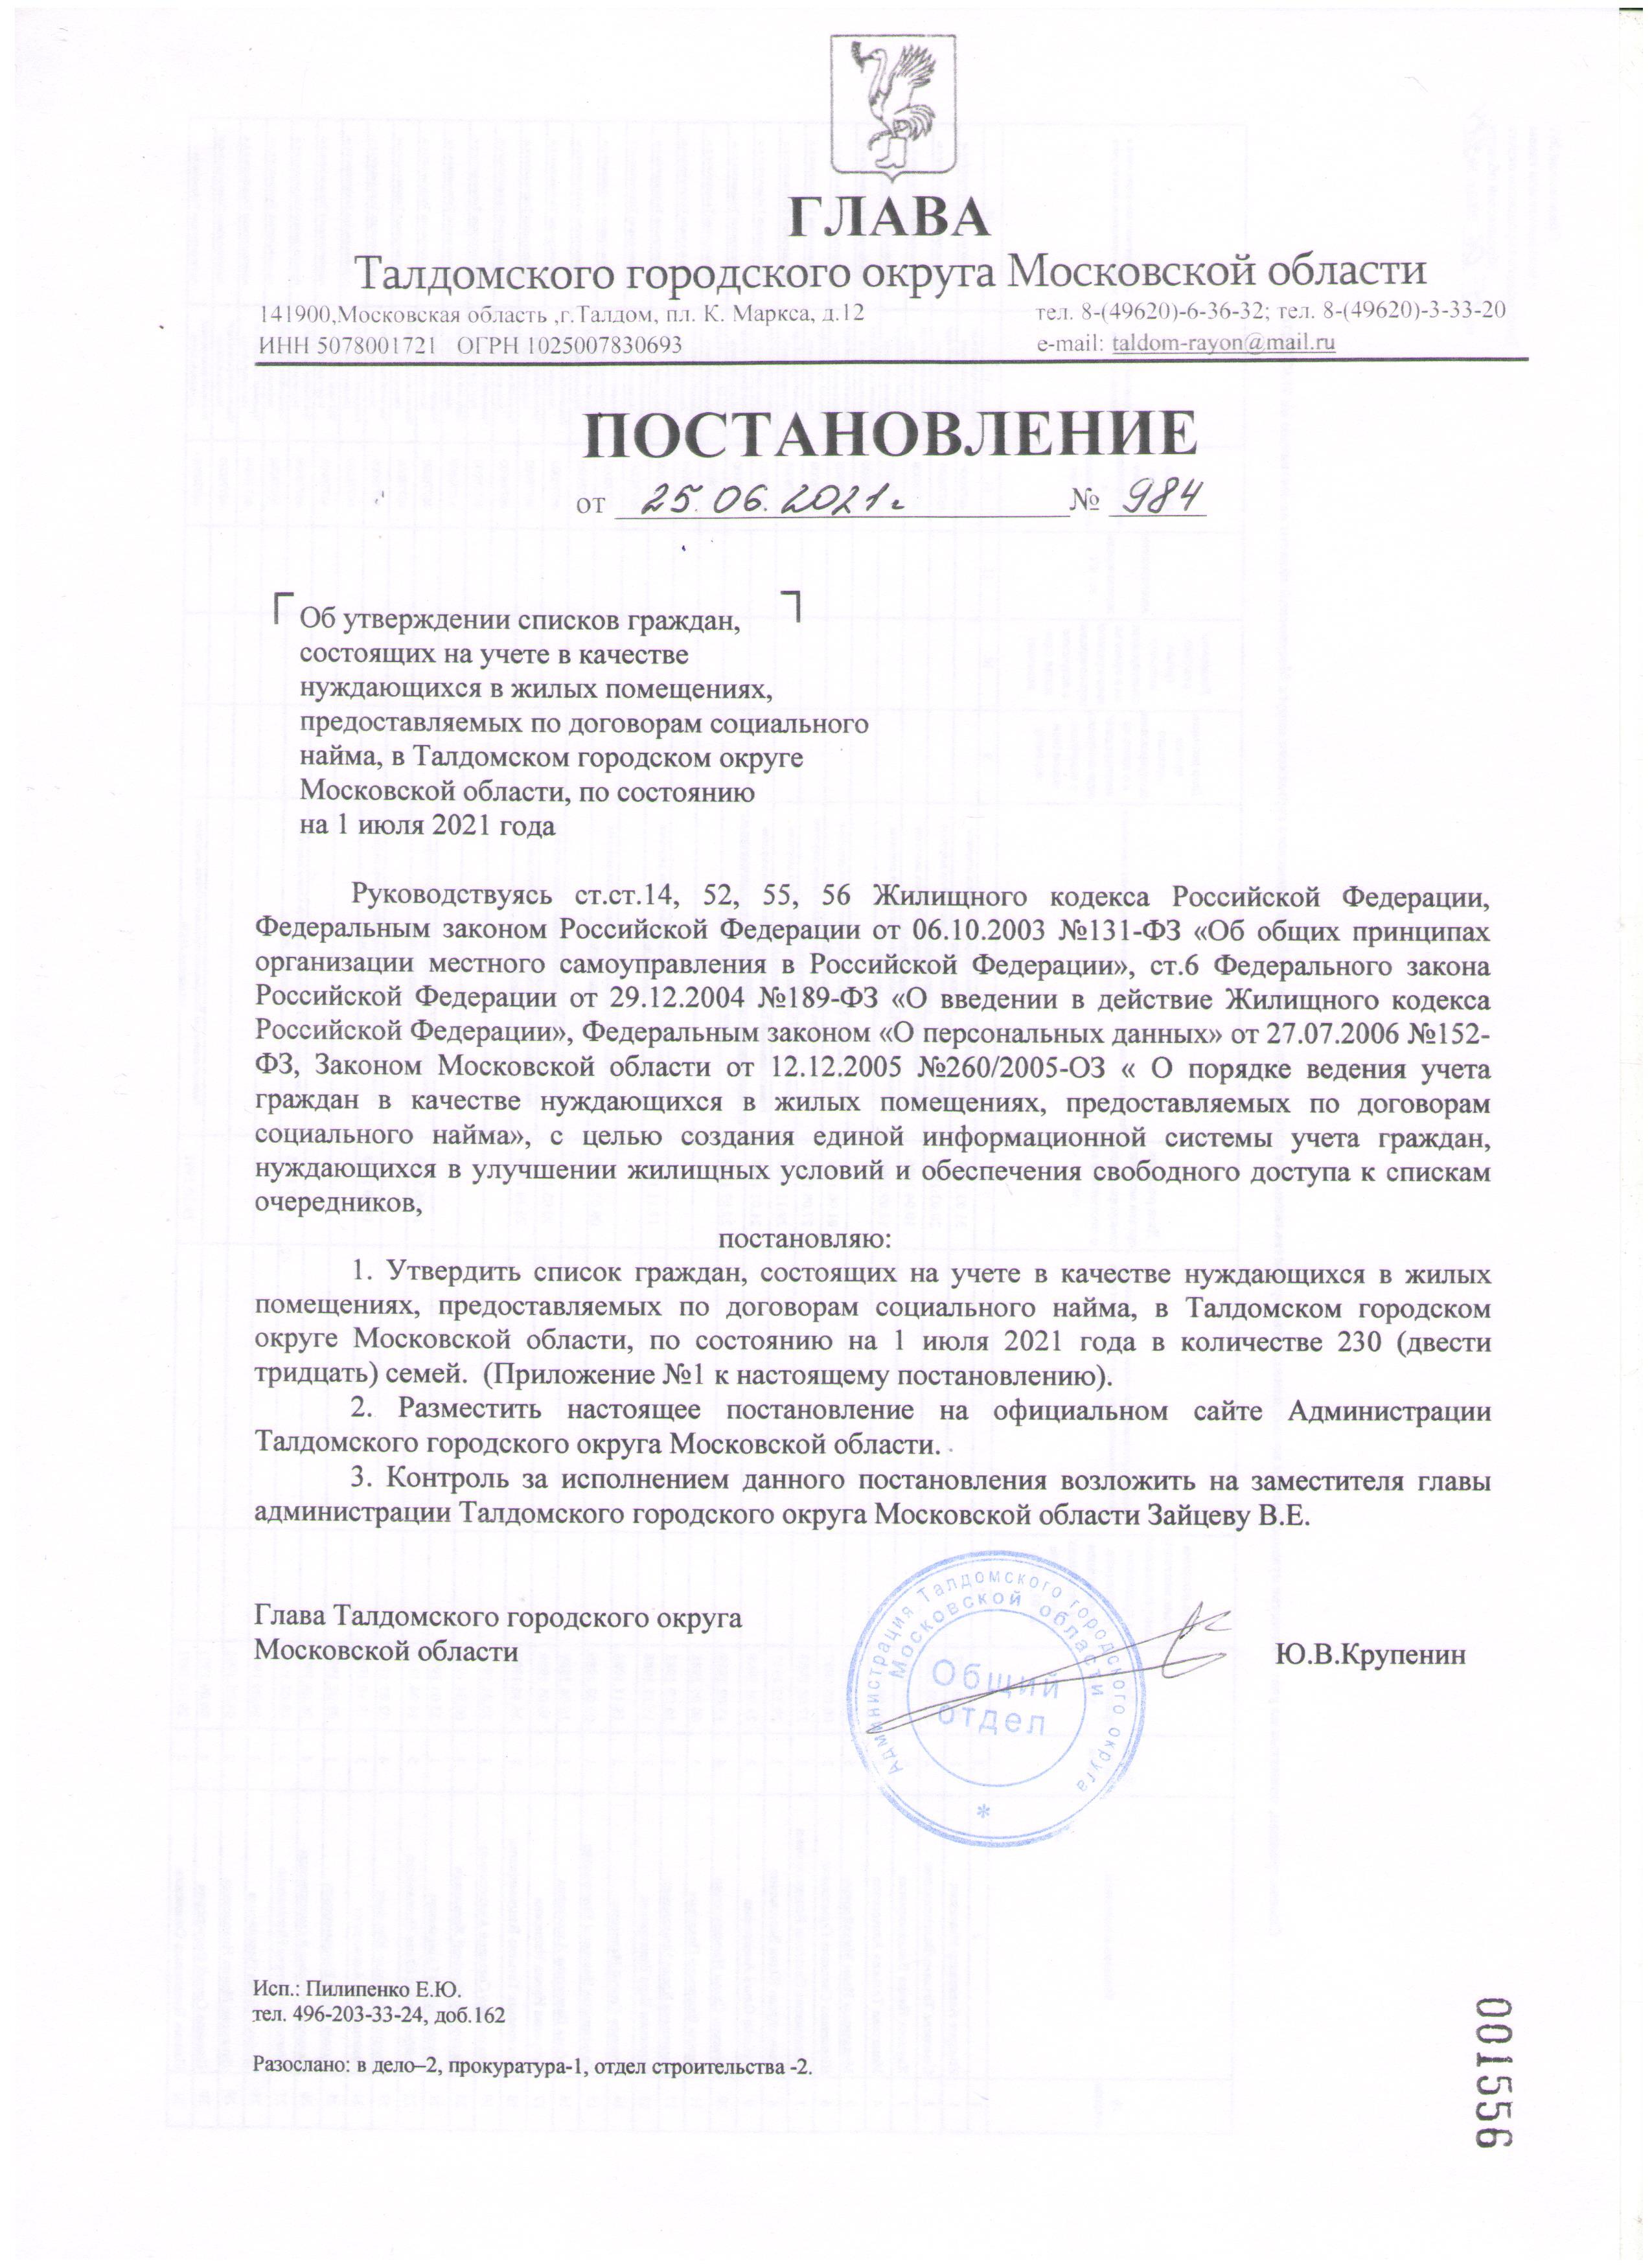 ГЛАВА
Талдомского городского округа Московской области
141900,Московская область ,г.Талдом, пл. К. Маркса, д.12
тел. 8-(49620)-6-36-32; тел. 8-(49620)-3-33-20
ИНН 5078001721 ОГРН 1025007830693
e-mail: taldom-rayon@mail.ru
ПОСТАНОВЛЕНИЕ
от 25.06.2021г № 984
Об утверждении списков граждан,
состоящих на учете в качестве
нуждающихся в жилых помещениях,
предоставляемых по договорам социального
найма, в Талдомском городском округе
Московской области, по состоянию
на 1 июля 2021 года
Руководствуясь ст.ст.14, 52, 55, 56 Жилищного кодекса Российской Федерации,
Федеральным законом Российской Федерации от 06.10.2003 №131-ФЗ «Об общих принципах
организации местного самоуправления в Российской Федерации», ст.6 Федерального закона
Российской Федерации от 29.12.2004 №189-ФЗ «О введении в действие Жилищного кодекса
Российской Федерации», Федеральным законом «О персональных данных» от 27.07.2006 №152-
ФЗ, Законом Московской области от 12.12.2005 №260/2005-ОЗ « О порядке ведения учета
граждан в качестве нуждающихся в жилых помещениях, предоставляемых по договорам
социального найма», с целью создания единой информационной системы учета граждан,
нуждающихся в улучшении жилищных условий и обеспечения свободного доступа к спискам
очередников,
постановляю:
1. Утвердить список граждан, состоящих на учете в качестве нуждающихся в жилых
помещениях, предоставляемых по договорам социального найма, в Талдомском городском
округе Московской области, по состоянию на 1 июля 2021 года в количестве 230 (двести
тридцать) семей. (Приложение №1 к настоящему постановлению).
2. Разместить настоящее постановление на официальном сайте Администрации
Талдомского городского округа Московской области.
3. Контроль за исполнением данного постановления возложить на заместителя главы
администрации Талдомского городского округа Московской области Зайцеву В.Е.
Глава Талдомского городского округа
Московской области
Ю.В.Крупенин
Администрация Талдомского городского округа
Московской области
Общий
отдел
Исп.: Пилипенко Е.Ю.
тел. 496-203-33-24, доб.162
Разослано: в дело–2, прокуратура-1, отдел строительства -2.
001556